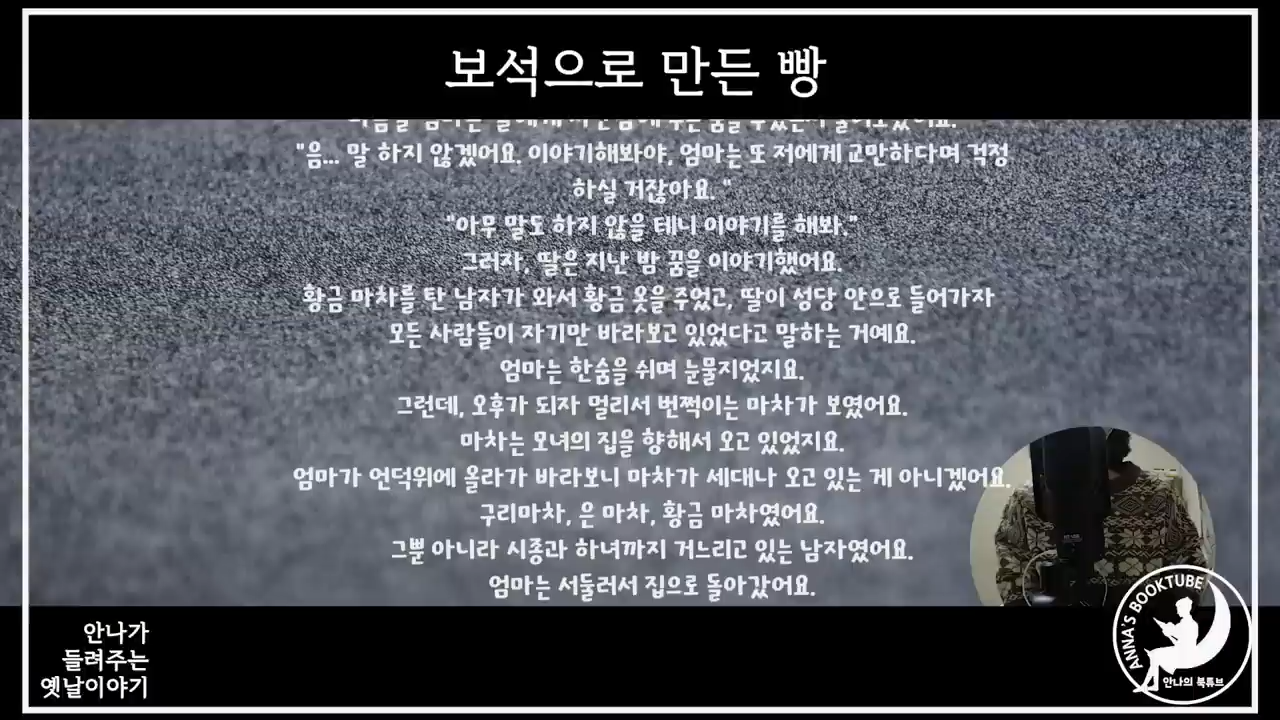 보석으로 만든 빵
"음... 말 하지 않겠어요. 이야기해봐야, 엄마는 또 저에게 교만하다며 걱정
하실 거잖아요. "
"아무 말도 하지 않을 테니 이야기를 해봐."
그러자, 딸은 지난 밤 꿈을 이야기했어요.
황금 마차를 탄 남자가 와서 황금 옷을 주었고, 딸이 성당 안으로 들어가자
모든 사람들이 자기만 바라보고 있었다고 말하는 거예요.
엄마는 한숨을 쉬며 눈물지었지요.
그런데, 오후가 되자 멀리서 번쩍이는 마차가 보였어요.
마차는 모녀의 집을 향해서 오고 있었지요.
엄마가 언덕위에 올라가 바라보니 마차가 세대나 오고 있는 게 아니겠어요.
구리마차, 은 마차, 황금 마차였어요.
그뿔 아니라 시종과 하녀까지 거느리고 있는 남자였어요.
엄마는 서둘러서 집으로 돌아갔어요.
안나가
들려주는
옛날이야기
ANNA'S BOOKTUBE
안나의 북튜브